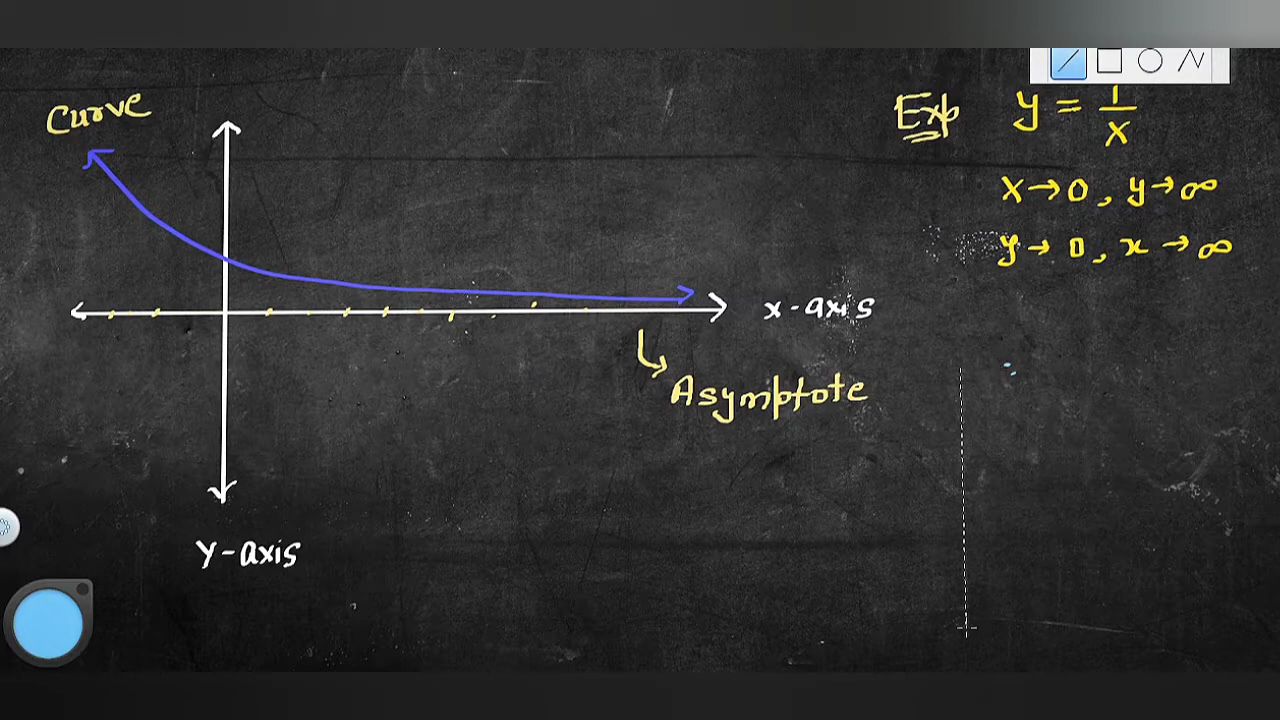 Curve
Exp y = 1/x
x→0, y→∞
y→0, x→∞
x-axis
Asymptote
Y-axis